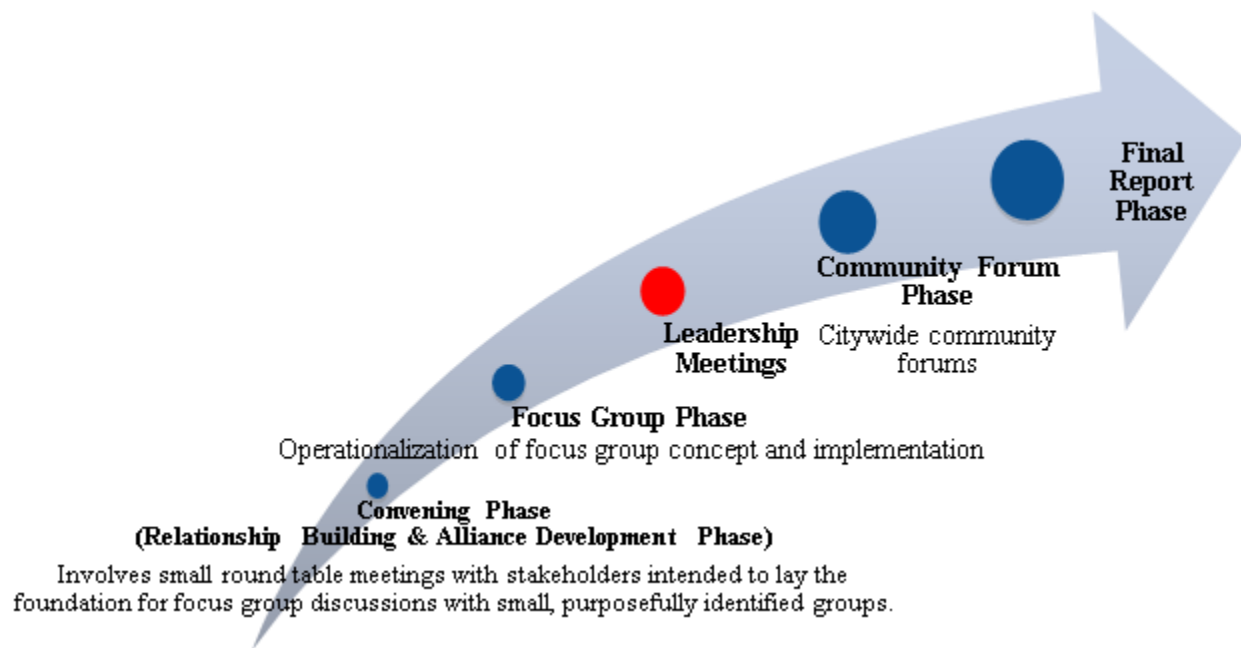 Final
Report
Phase
Community Forum
Phase
Citywide community
forums
Leadership
Meetings
Focus Group Phase
Operationalization of focus group concept and implementation
Convening Phase
(Relationship Building & Alliance Development Phase)
Involves small round table meetings with stakeholders intended to lay the
foundation for focus group discussions with small, purposefully identified groups.